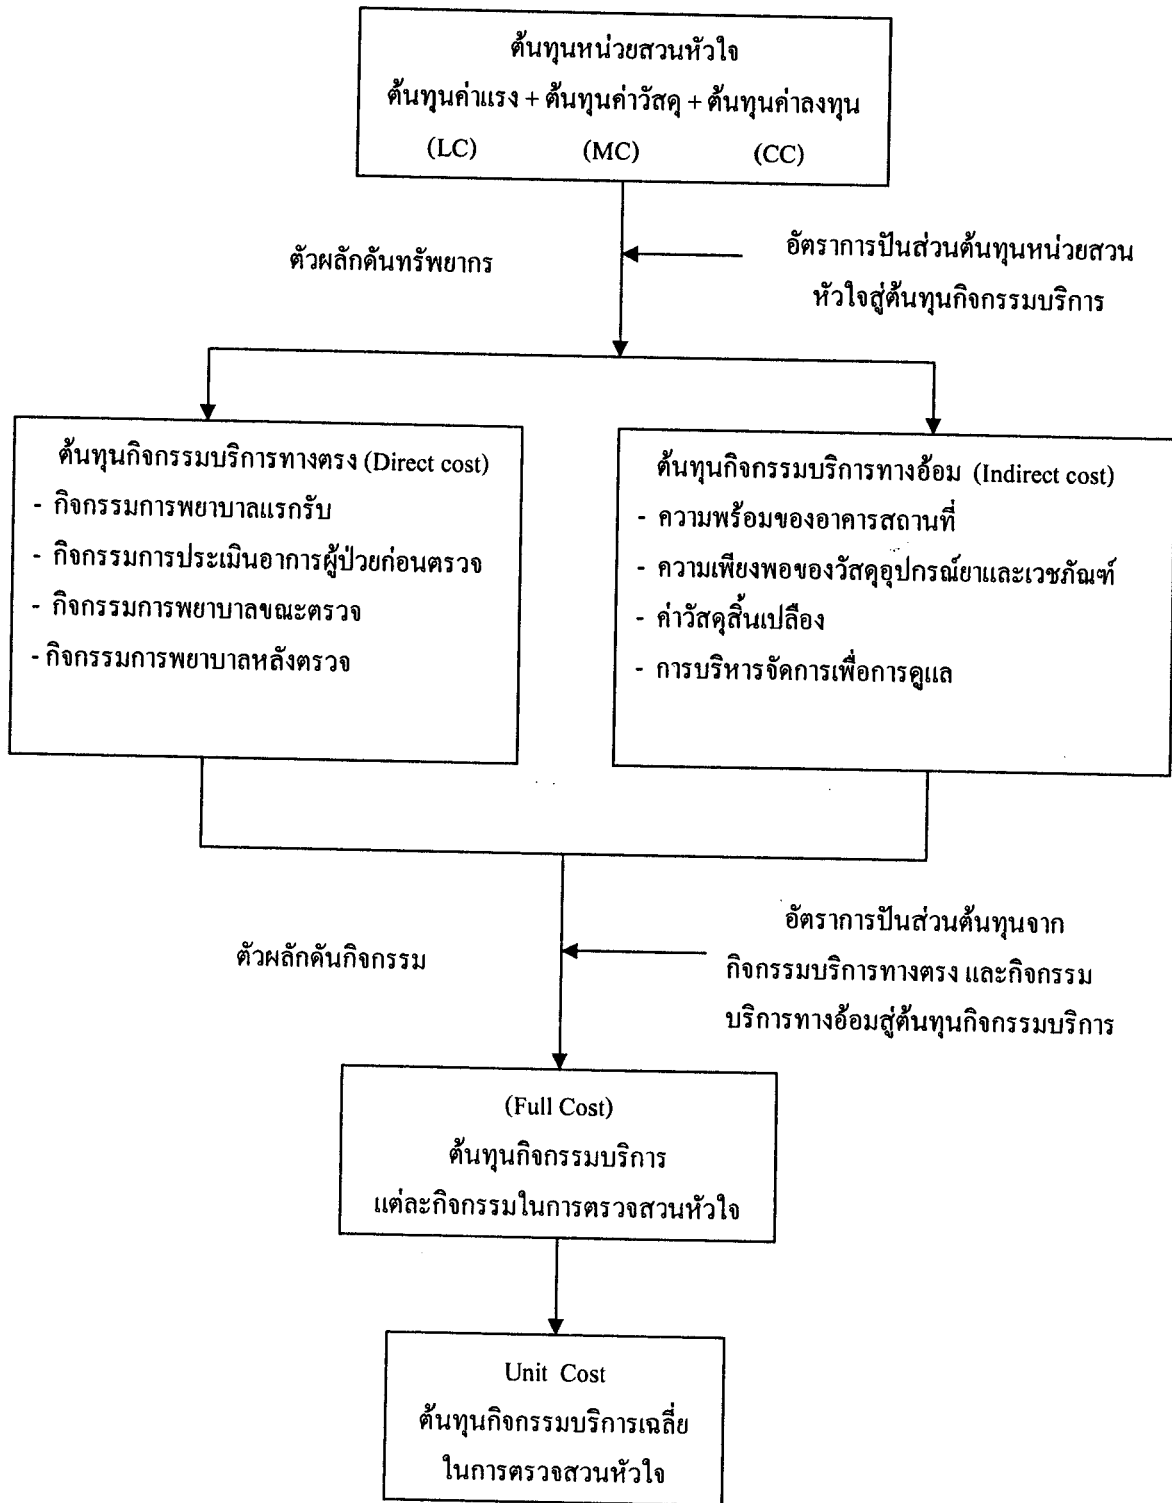 ต้นทุนหน่วยสวนหัวใจ
ต้นทุนค่าแรง + ต้นทุนค่าวัสดุ + ต้นทุนค่าลงทุน
(LC) (MC) (CC)
ตัวผลักดันทรัพยากร
อัตราการปันส่วนต้นทุนหน่วยสวน
หัวใจสู่ต้นทุนกิจกรรมบริการ
ต้นทุนกิจกรรมบริการทางตรง (Direct cost)
- กิจกรรมการพยาบาลแรกรับ
- กิจกรรมการประเมินอาการผู้ป่วยก่อนตรวจ
- กิจกรรมการพยาบาลขณะตรวจ
- กิจกรรมการพยาบาลหลังตรวจ
ต้นทุนกิจกรรมบริการทางอ้อม (Indirect cost)
- ความพร้อมของอาคารสถานที่
- ความเพียงพอของวัสดุอุปกรณ์ยาและเวชภัณฑ์
- ค่าวัสดุสิ้นเปลือง
- การบริหารจัดการเพื่อการดูแล
ตัวผลักดันกิจกรรม
อัตราการปันส่วนต้นทุนจาก
กิจกรรมบริการทางตรง และกิจกรรม
บริการทางอ้อมสู่ต้นทุนกิจกรรมบริการ
(Full Cost)
ต้นทุนกิจกรรมบริการ
แต่ละกิจกรรมในการตรวจสวนหัวใจ
Unit Cost
ต้นทุนกิจกรรมบริการเฉลี่ย
ในการตรวจสวนหัวใจ